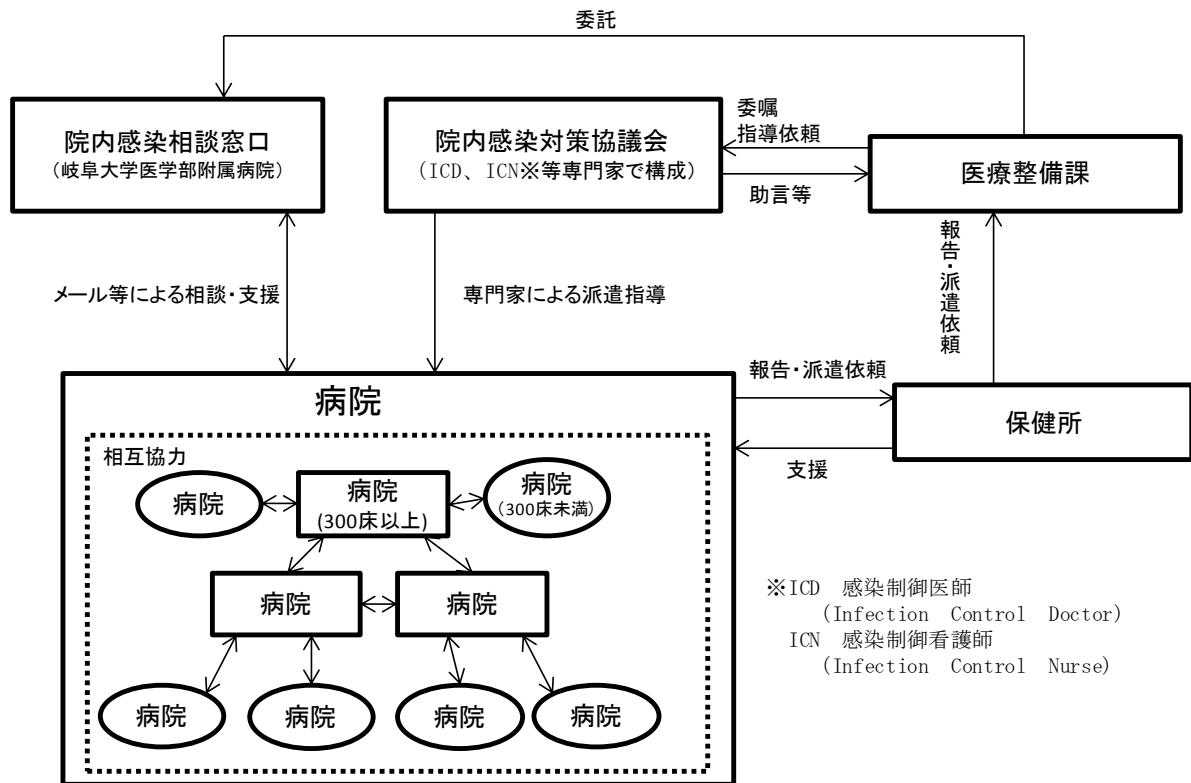 委託
院内感染相談窓口
（岐阜大学医学部附属病院）
院内感染対策協議会
（ICD、ICN※等専門家で構成）
委嘱
指導依頼
助言等
医療整備課
メール等による相談・支援
専門家による派遣指導
報告・派遣依頼
病院
報告・派遣依頼
保健所
支援
相互協力
病院
病院
(300床以上)
病院
（300床未満）
病院
病院
病院
病院
病院
病院
※ICD　感染制御医師
（Infection　Control　Doctor）
ICN　感染制御看護師
（Infection　Control　Nurse）